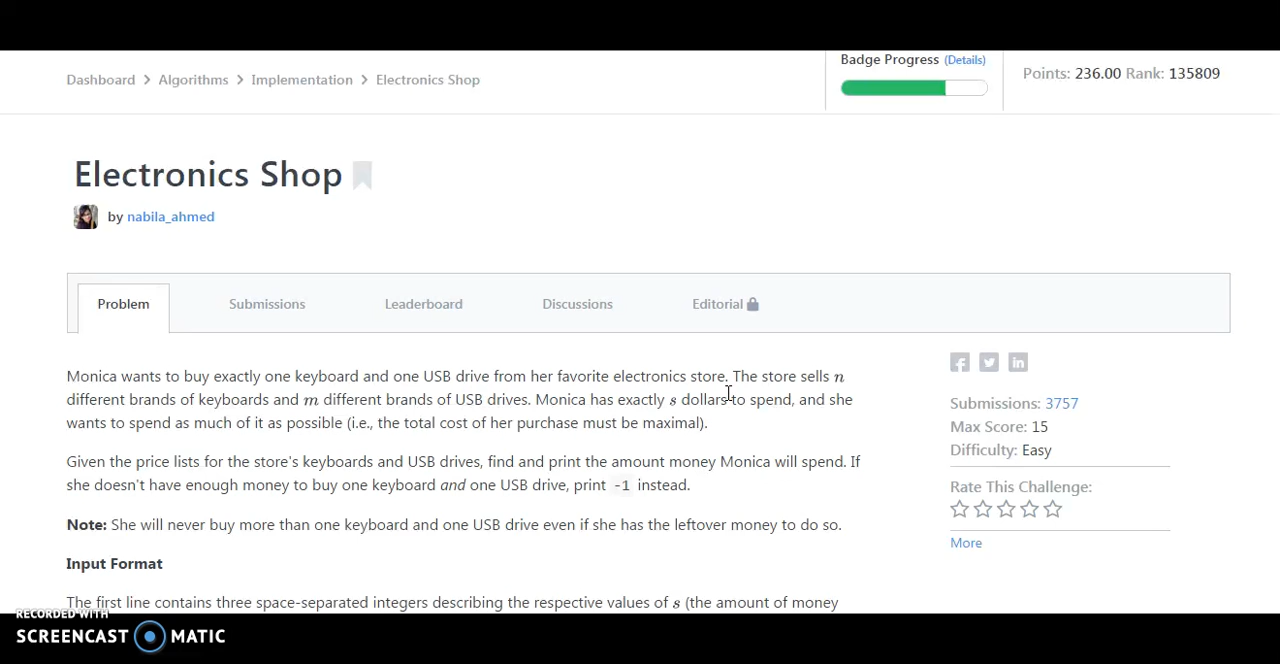 Dashboard > Algorithms > Implementation > Electronics Shop
Badge Progress (Details)
Points: 236.00 Rank: 135809
Electronics Shop
by nabila_ahmed
Problem Submissions Leaderboard Discussions Editorial
Monica wants to buy exactly one keyboard and one USB drive from her favorite electronics store. The store sells n
different brands of keyboards and m different brands of USB drives. Monica has exactly s dollars to spend, and she
wants to spend as much of it as possible (i.e., the total cost of her purchase must be maximal).
Given the price lists for the store's keyboards and USB drives, find and print the amount money Monica will spend. If
she doesn't have enough money to buy one keyboard and one USB drive, print -1 instead.
Note: She will never buy more than one keyboard and one USB drive even if she has the leftover money to do so.
Input Format
The first line contains three space-separated integers describing the respective values of s (the amount of money
Submissions: 3757
Max Score: 15
Difficulty: Easy
Rate This Challenge:
More
RECORDED WITH
SCREENCAST MATIC